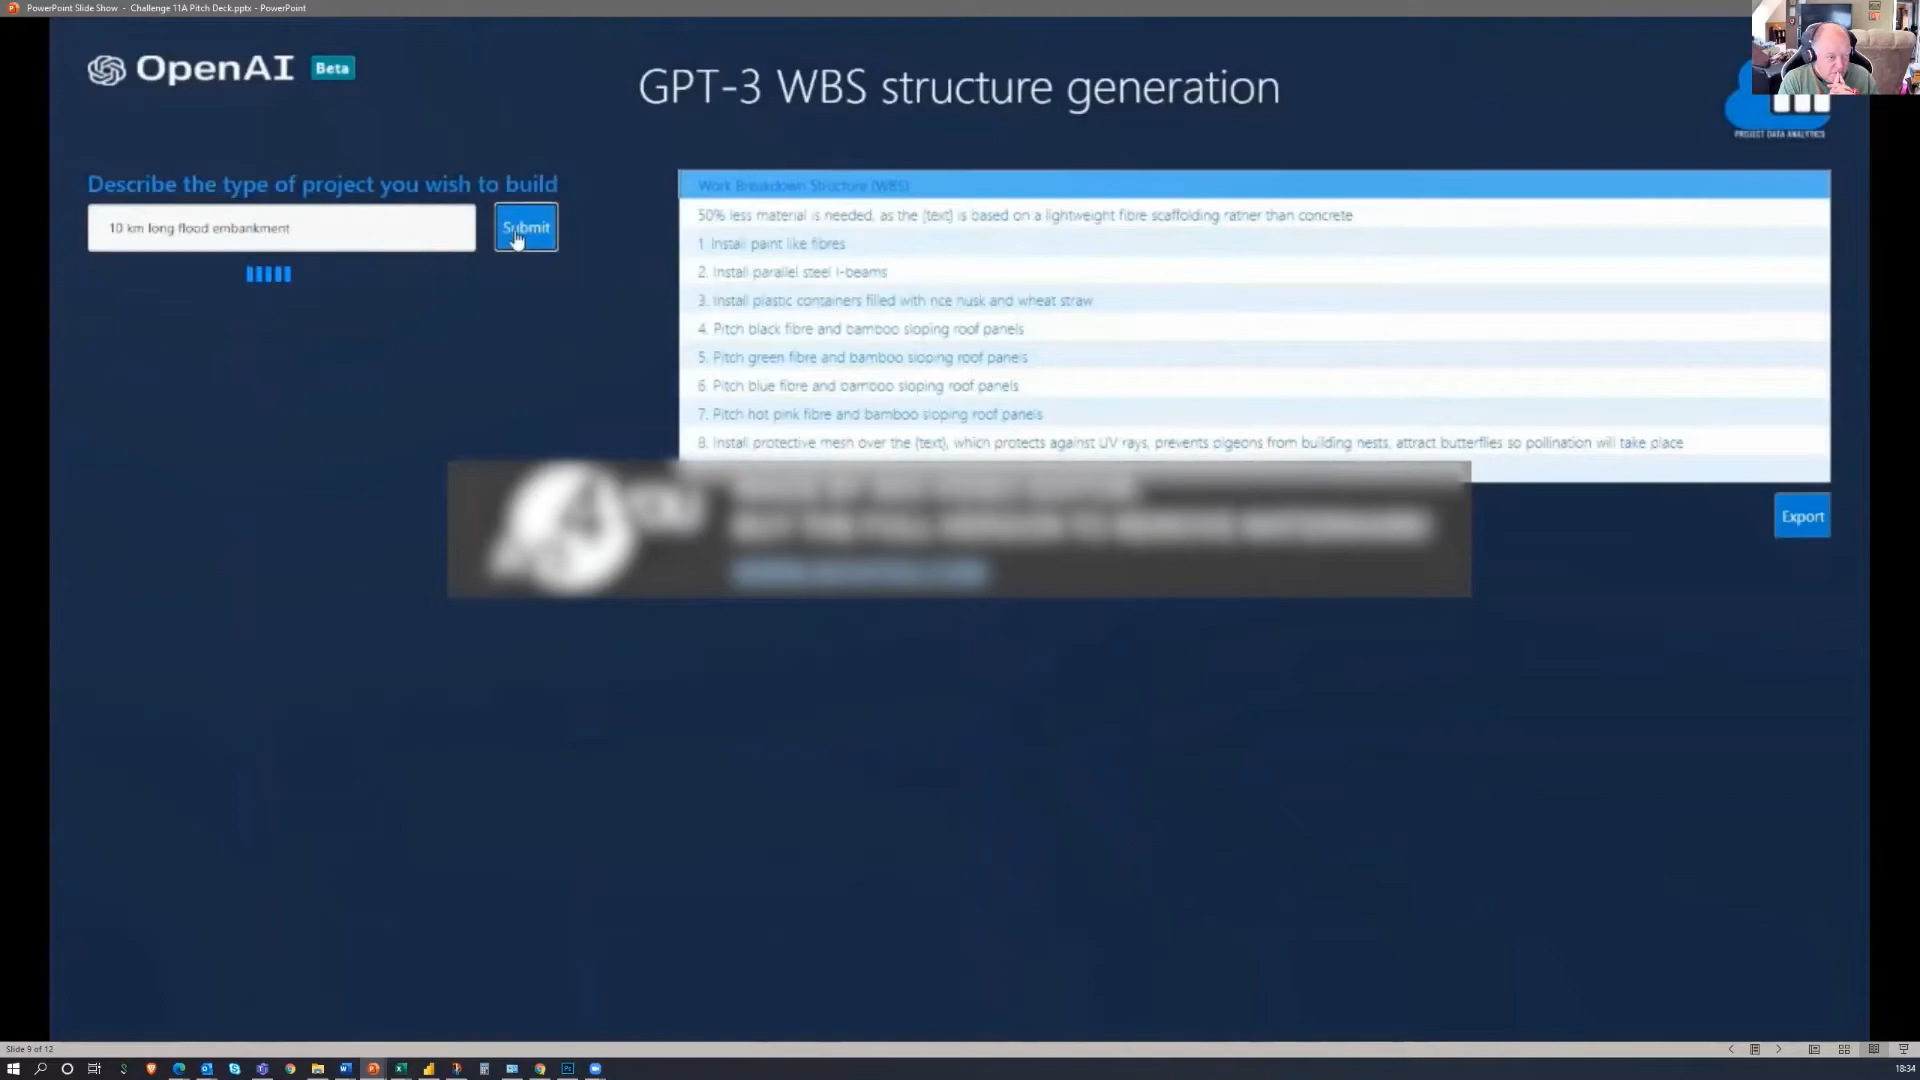 PowerPoint Slide Show - Challenge 11A Pitch Deck.pptx - PowerPoint
OpenAI Beta
GPT-3 WBS structure generation
PROJECT DATA ANALYTICS
Describe the type of project you wish to build
10 km long flood embankment
Submit
Work Breakdown Structure (WBS)
50% less material is needed, as the {text} is based on a lightweight fibre scaffolding rather than concrete
1. Install paint like fibres
2. Install parallel steel I-beams
3. Install plastic containers filled with rice husk and wheat straw
4. Pitch black fibre and bamboo sloping roof panels
5. Pitch green fibre and bamboo sloping roof panels
6. Pitch blue fibre and bamboo sloping roof panels
7. Pitch hot pink fibre and bamboo sloping roof panels
8. Install protective mesh over the {text}, which protects against UV rays, prevents pigeons from building nests, attract butterflies so pollination will take place
Export
Slide 9 of 12
18:34